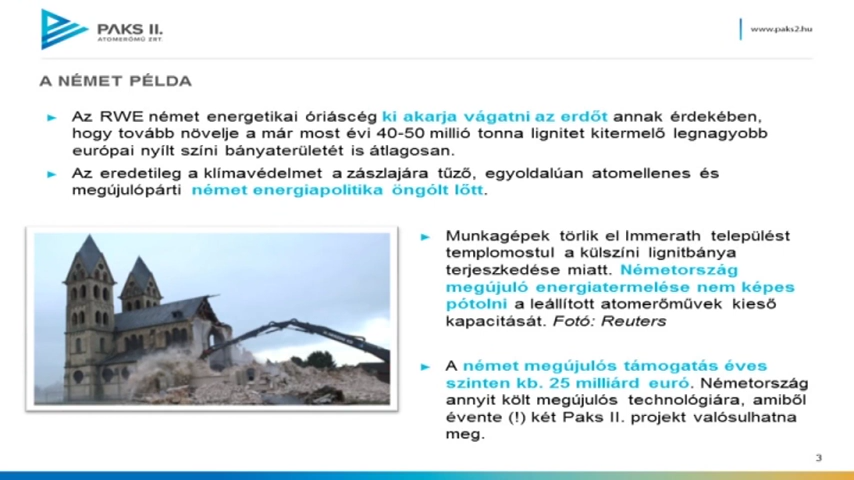 PAKS II.
ATOMERŐMŰ ZRT.
www.paks2.hu
A NÉMET PÉLDA
► Az RWE német energetikai óriáscég ki akarja vágatni az erdőt annak érdekében,
hogy tovább növelje a már most évi 40-50 millió tonna lignitet kitermelő legnagyobb
európai nyílt színi bányaterületét is átlagosan.
► Az eredetileg a klímavédelmet a zászlajára tűző, egyoldalúan atomellenes és
megújulópárti német energiapolitika öngólt lőtt.
► Munkagépek törlik el Immerath települést
templomostul a külszíni lignitbánya
terjeszkedése miatt. Németország
megújuló energiatermelése nem képes
pótolni a leállított atomerőművek kieső
kapacitását. Fotó: Reuters
► A német megújulós támogatás éves
szinten kb. 25 milliárd euró. Németország
annyit költ megújulós technológiára, amiből
évente (!) két Paks II. projekt valósulhatna
meg.
3